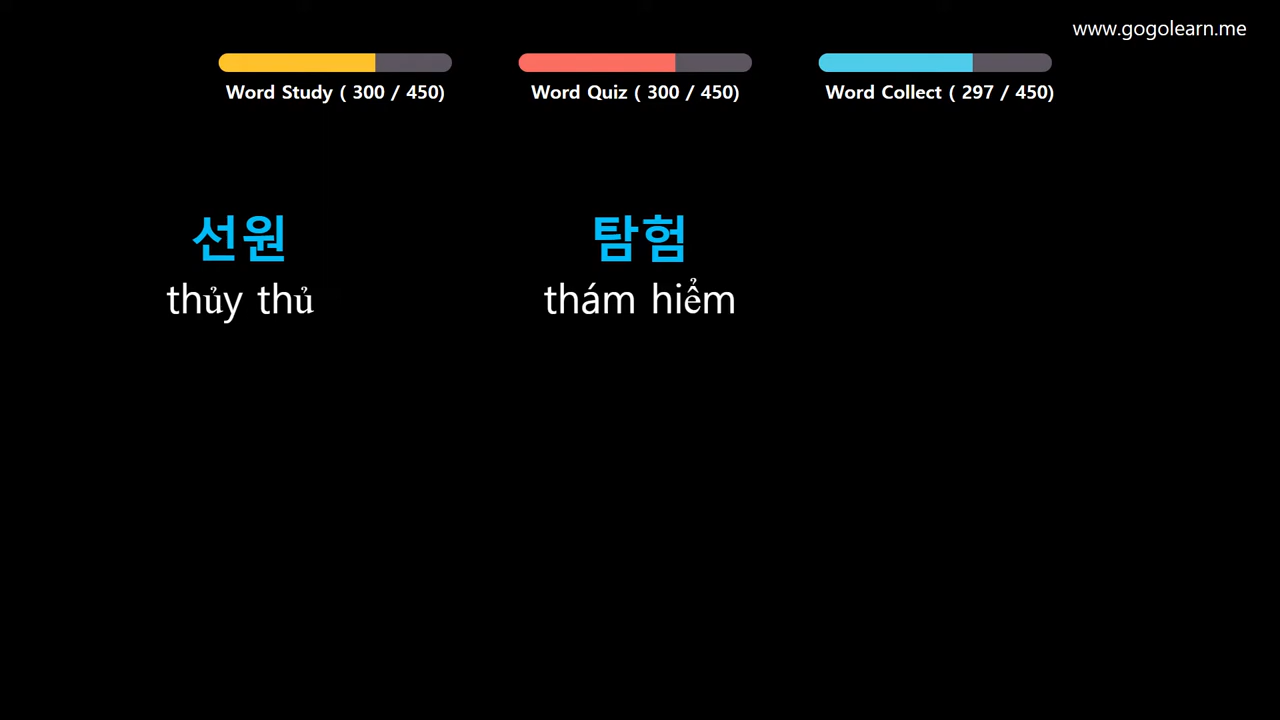 www.gogolearn.me
Word Study ( 300 / 450)
Word Quiz ( 300 / 450)
Word Collect ( 297 / 450)
선원
thủy thủ
탐험
thám hiểm